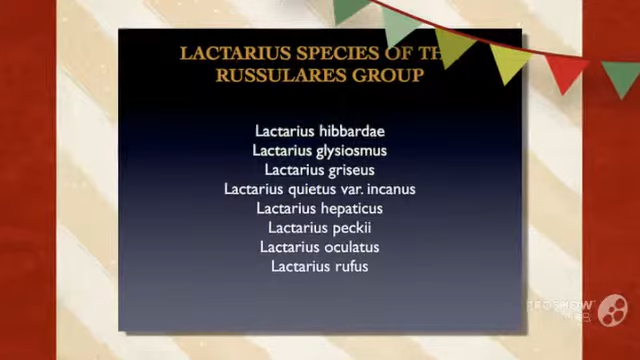 LACTARIUS SPECIES OF TH
RUSSULARES GROUP
Lactarius hibbardae
Lactarius glysiosmus
Lactarius griseus
Lactarius quietus var. incanus
Lactarius hepaticus
Lactarius peckii
Lactarius oculatus
Lactarius rufus